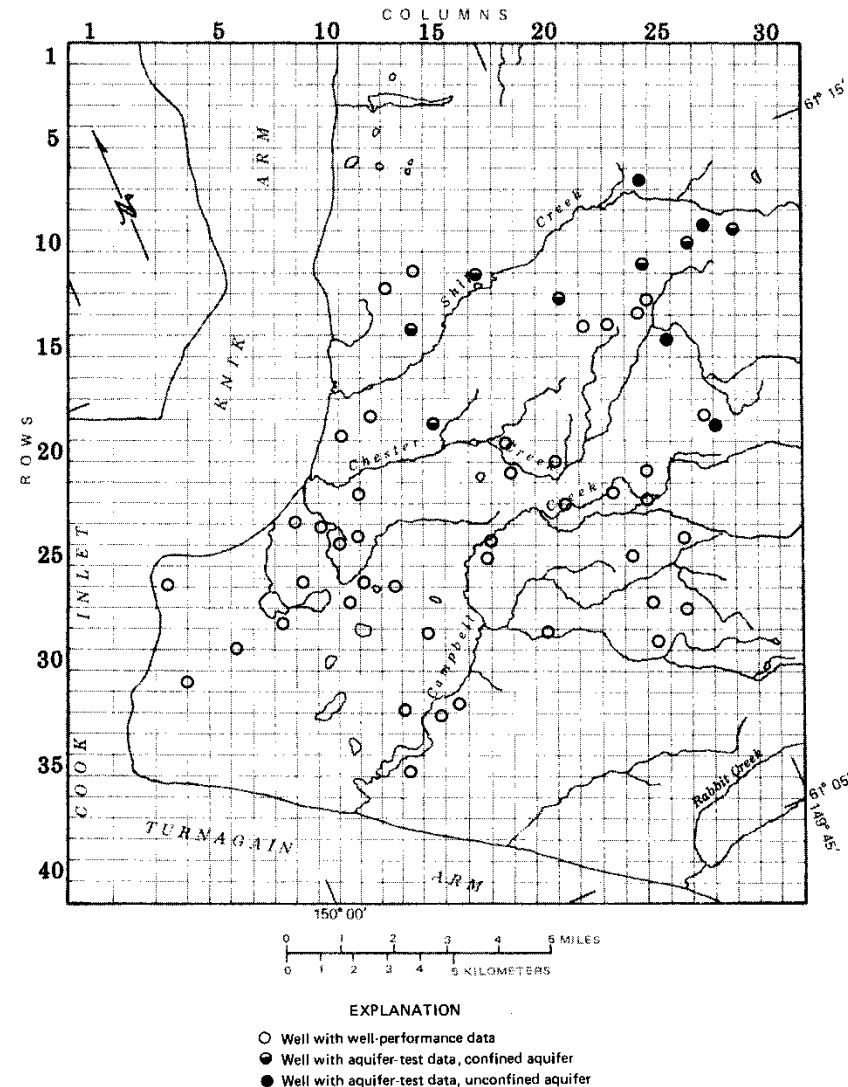 COLUMNS
1 5 10 15 20 25 30
1
61° 15'
5
ARM
Creek
10
Ship
15
KNIK
ROWS
20
Chester Creek
Creek
25
INLET
30
Campbell
35
COOK
Rabbit Creek
61° 05'
149° 45'
TURNAGAIN
40
ARM
150° 00'
0 1 2 3 4 5 MILES
0 1 2 3 4 5 KILOMETERS
EXPLANATION
Well with well-performance data
Well with aquifer-test data, confined aquifer
Well with aquifer-test data, unconfined aquifer